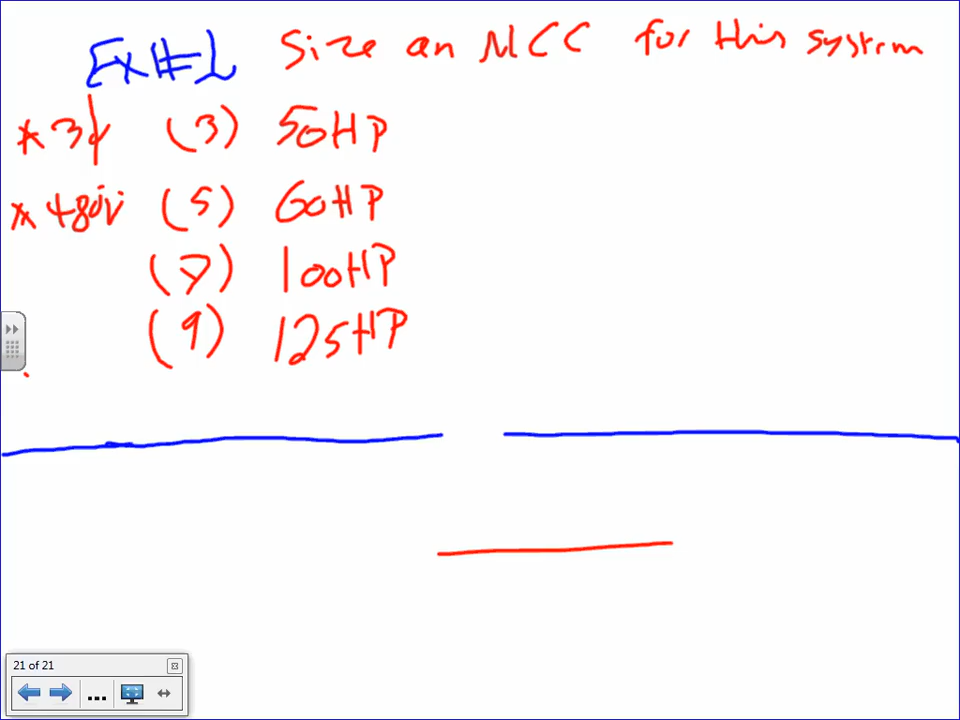 Ex#1 Size an MCC for this system
*3ϕ (3) 50HP
*480V (5) 60HP
(7) 100HP
(9) 125HP
21 of 21
...